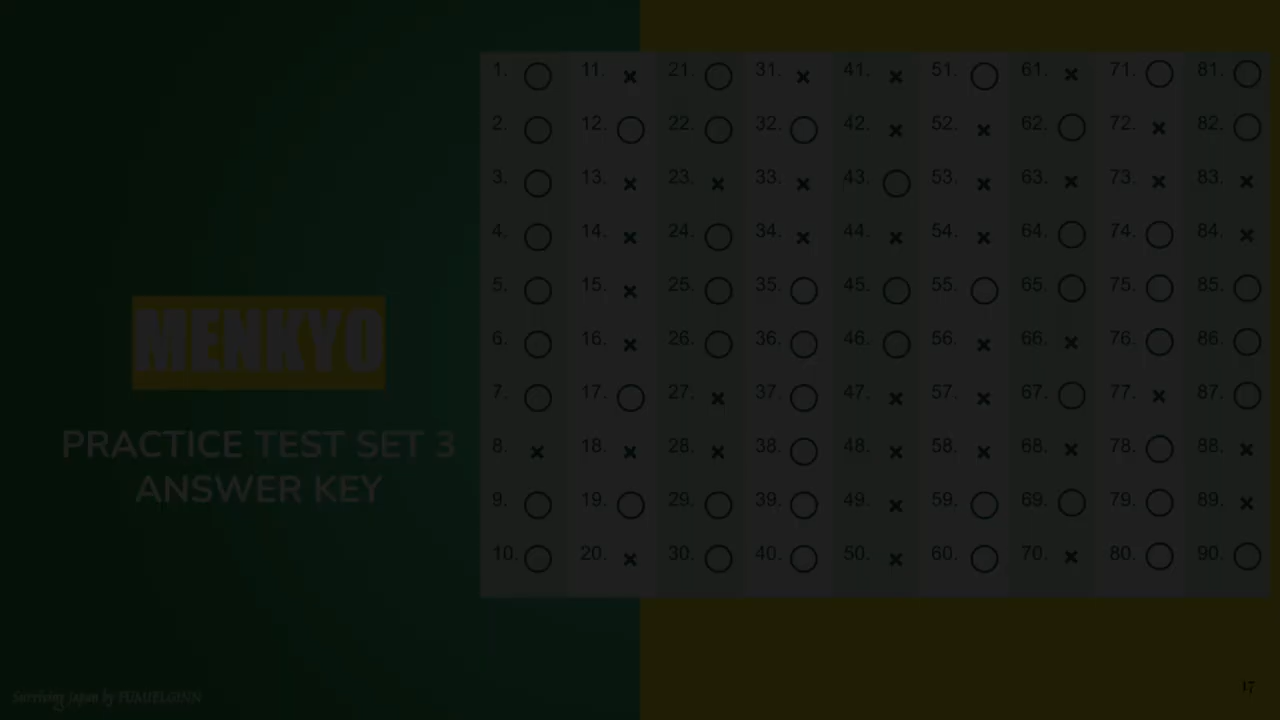 MENKYO
PRACTICE TEST SET 3
ANSWER KEY
1. ○ 11. × 21. ○ 31. × 41. × 51. ○ 61. × 71. ○ 81. ○
2. ○ 12. ○ 22. ○ 32. ○ 42. × 52. × 62. ○ 72. × 82. ○
3. ○ 13. × 23. × 33. × 43. ○ 53. × 63. × 73. × 83. ×
4. ○ 14. × 24. ○ 34. × 44. × 54. × 64. ○ 74. ○ 84. ×
5. ○ 15. × 25. ○ 35. ○ 45. ○ 55. ○ 65. ○ 75. ○ 85. ○
6. ○ 16. × 26. ○ 36. ○ 46. ○ 56. × 66. × 76. ○ 86. ○
7. ○ 17. ○ 27. × 37. ○ 47. × 57. × 67. ○ 77. × 87. ○
8. × 18. × 28. × 38. ○ 48. × 58. × 68. × 78. ○ 88. ×
9. ○ 19. ○ 29. ○ 39. ○ 49. × 59. ○ 69. ○ 79. ○ 89. ×
10. ○ 20. × 30. ○ 40. ○ 50. × 60. ○ 70. × 80. ○ 90. ○
Surviving Japan by FUMIELGINN
17